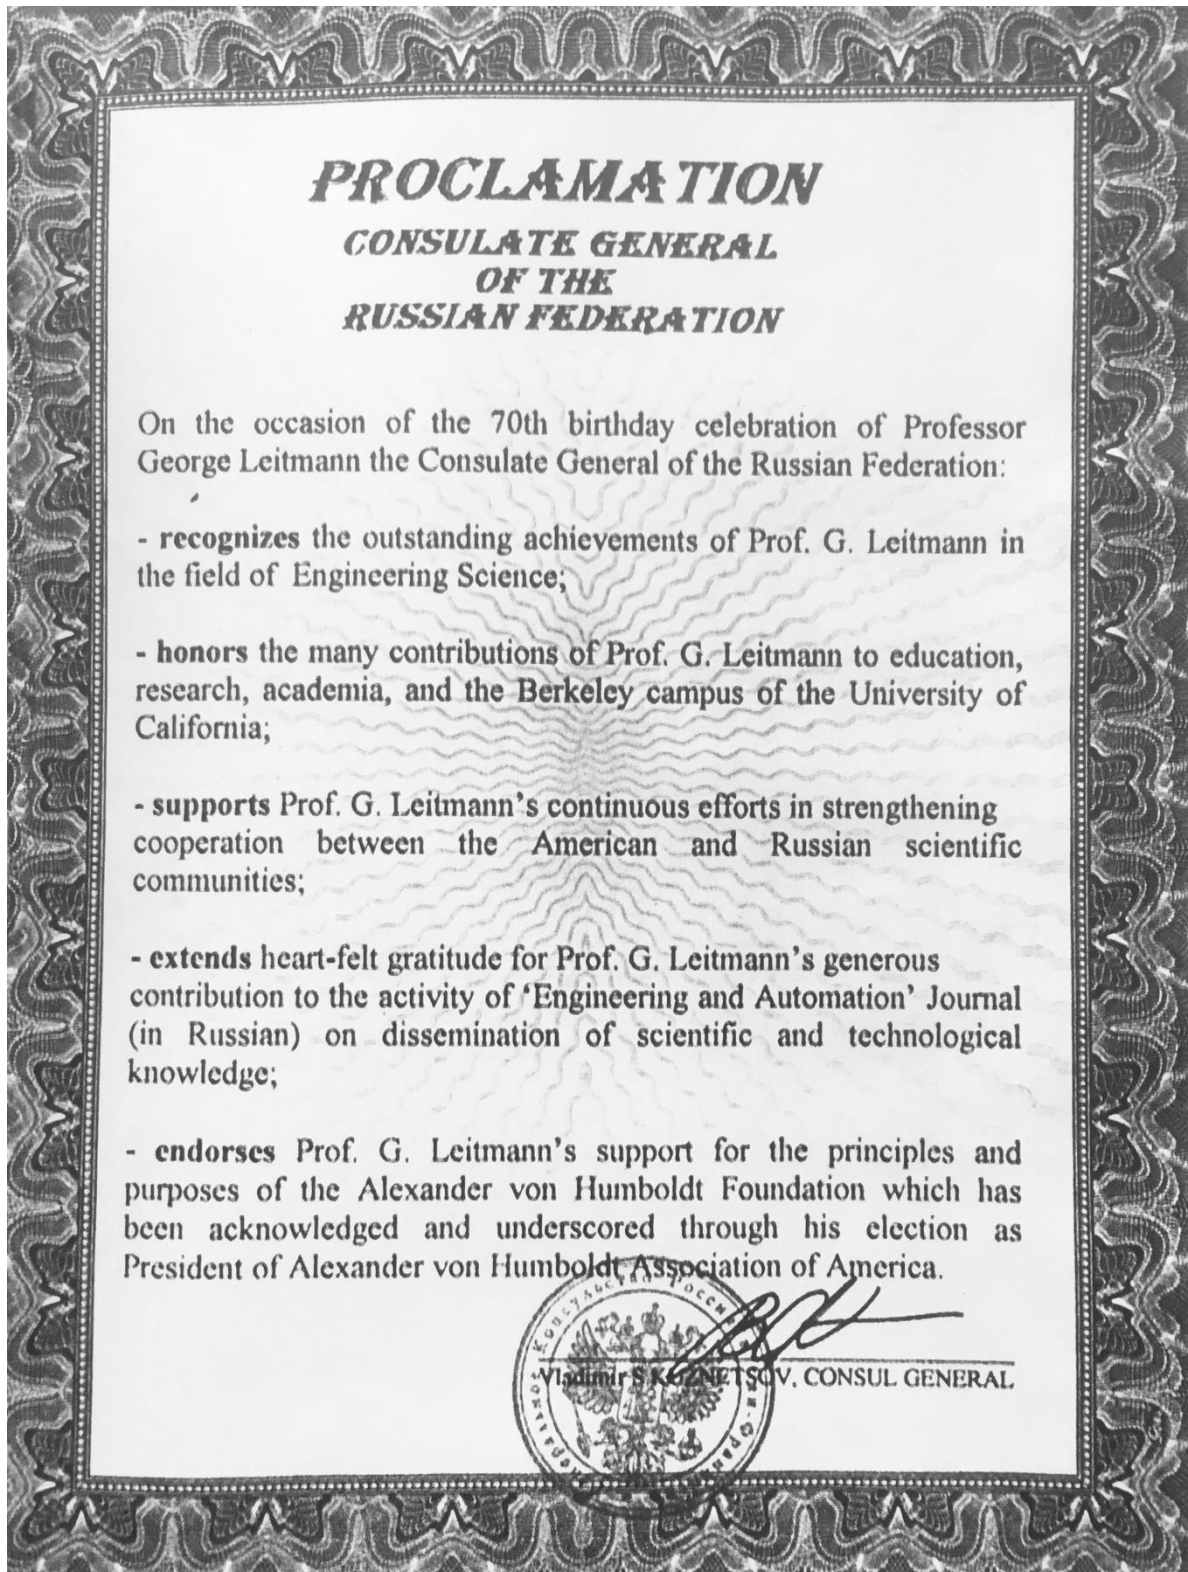 PROCLAMATION
CONSULATE GENERAL
OF THE
RUSSIAN FEDERATION
On the occasion of the 70th birthday celebration of Professor
George Leitmann the Consulate General of the Russian Federation:
- recognizes the outstanding achievements of Prof. G. Leitmann in
the field of Engineering Science;
- honors the many contributions of Prof. G. Leitmann to education,
research, academia, and the Berkeley campus of the University of
California;
- supports Prof. G. Leitmann's continuous efforts in strengthening
cooperation between the American and Russian scientific
communities;
- extends heart-felt gratitude for Prof. G. Leitmann's generous
contribution to the activity of 'Engineering and Automation' Journal
(in Russian) on dissemination of scientific and technological
knowledge;
- endorses Prof. G. Leitmann's support for the principles and
purposes of the Alexander von Humboldt Foundation which has
been acknowledged and underscored through his election as
President of Alexander von Humboldt Association of America.
Vladimir S KUZNETSOV, CONSUL GENERAL